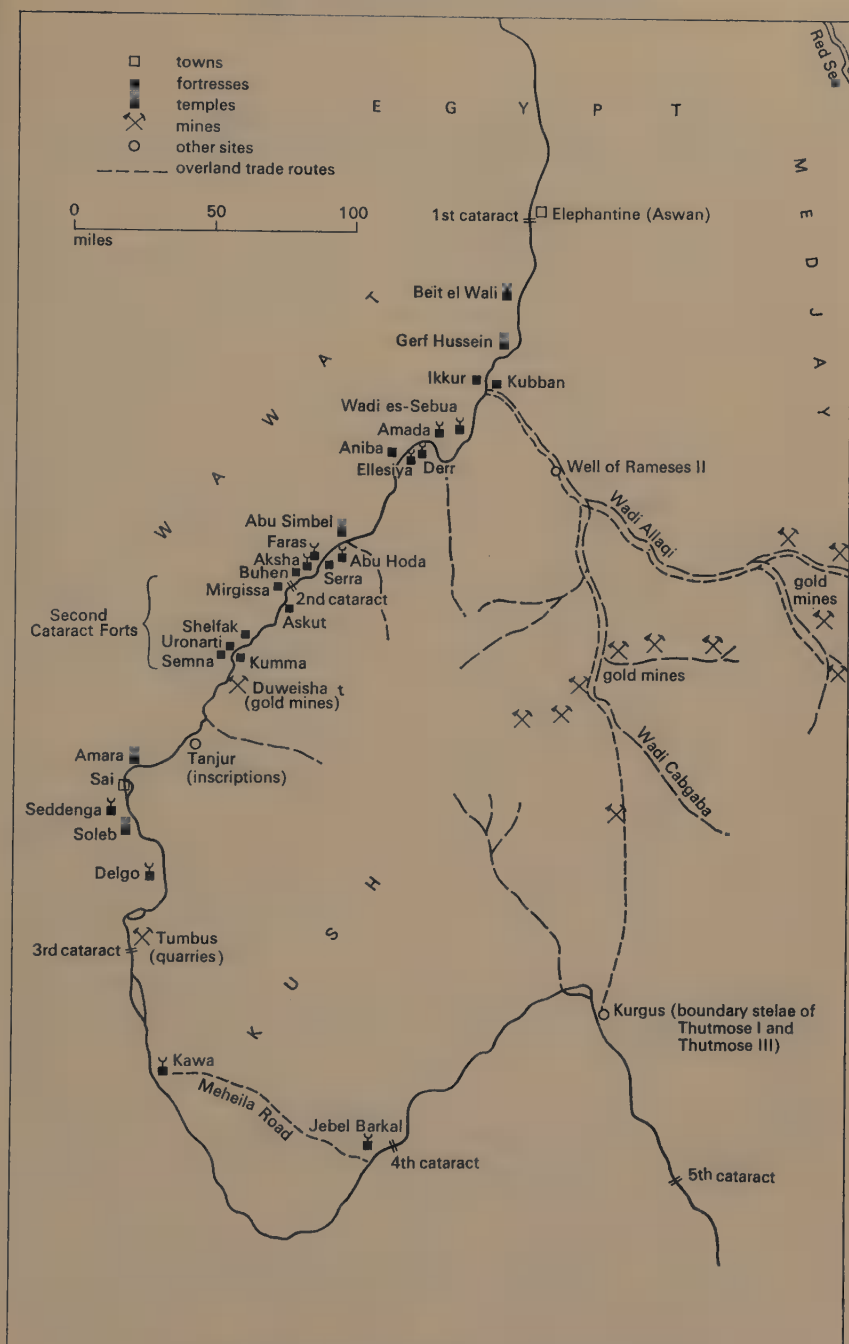 towns
fortresses
temples
mines
other sites
overland trade routes
0 50 100
miles
Red Se
E G Y P T
M E D J A Y
1st cataract
Elephantine (Aswan)
Beit el Wali
Gerf Hussein
Ikkur
Kubban
W A W A T
Wadi es-Sebua
Amada
Aniba
Ellesiya
Derr
Well of Rameses II
Wadi Allaqi
gold
mines
Abu Simbel
Faras
Aksha
Abu Hoda
Buhen
Serra
Mirgissa
2nd cataract
Second
Cataract Forts
Askut
Shelfak
Uronarti
Semna
Kumma
gold mines
Duweisha t
(gold mines)
Wadi Cabgaba
Amara
Tanjur
(inscriptions)
Sai
Seddenga
Soleb
Delgo
K U S H
Tumbus
(quarries)
3rd cataract
Kurgus (boundary stelae of
Thutmose I and
Thutmose III)
Kawa
Meheila Road
Jebel Barkal
4th cataract
5th cataract